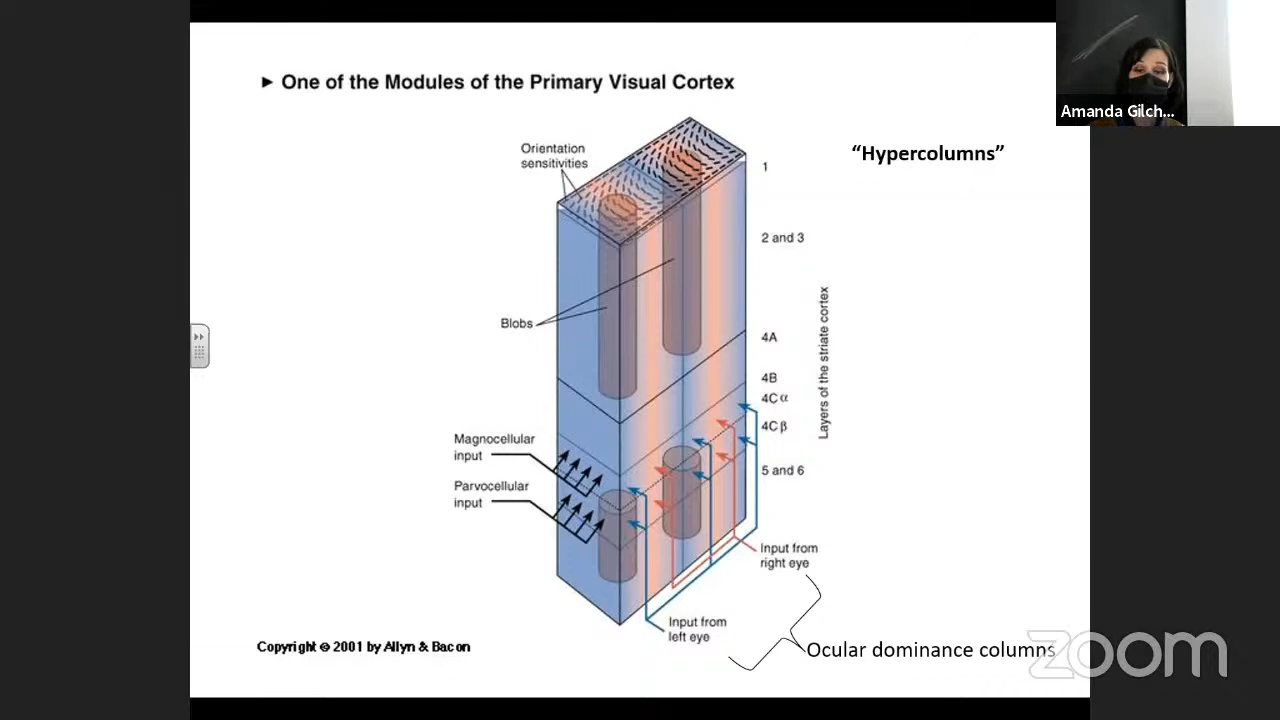 Amanda Gilch...
► One of the Modules of the Primary Visual Cortex
“Hypercolumns”
Orientation
sensitivities
1
2 and 3
Blobs
4A
4B
4C α
4C β
5 and 6
Layers of the striate cortex
Magnocellular
input
Parvocellular
input
Input from
right eye
Input from
left eye
Copyright © 2001 by Allyn & Bacon
Ocular dominance columns
zoom